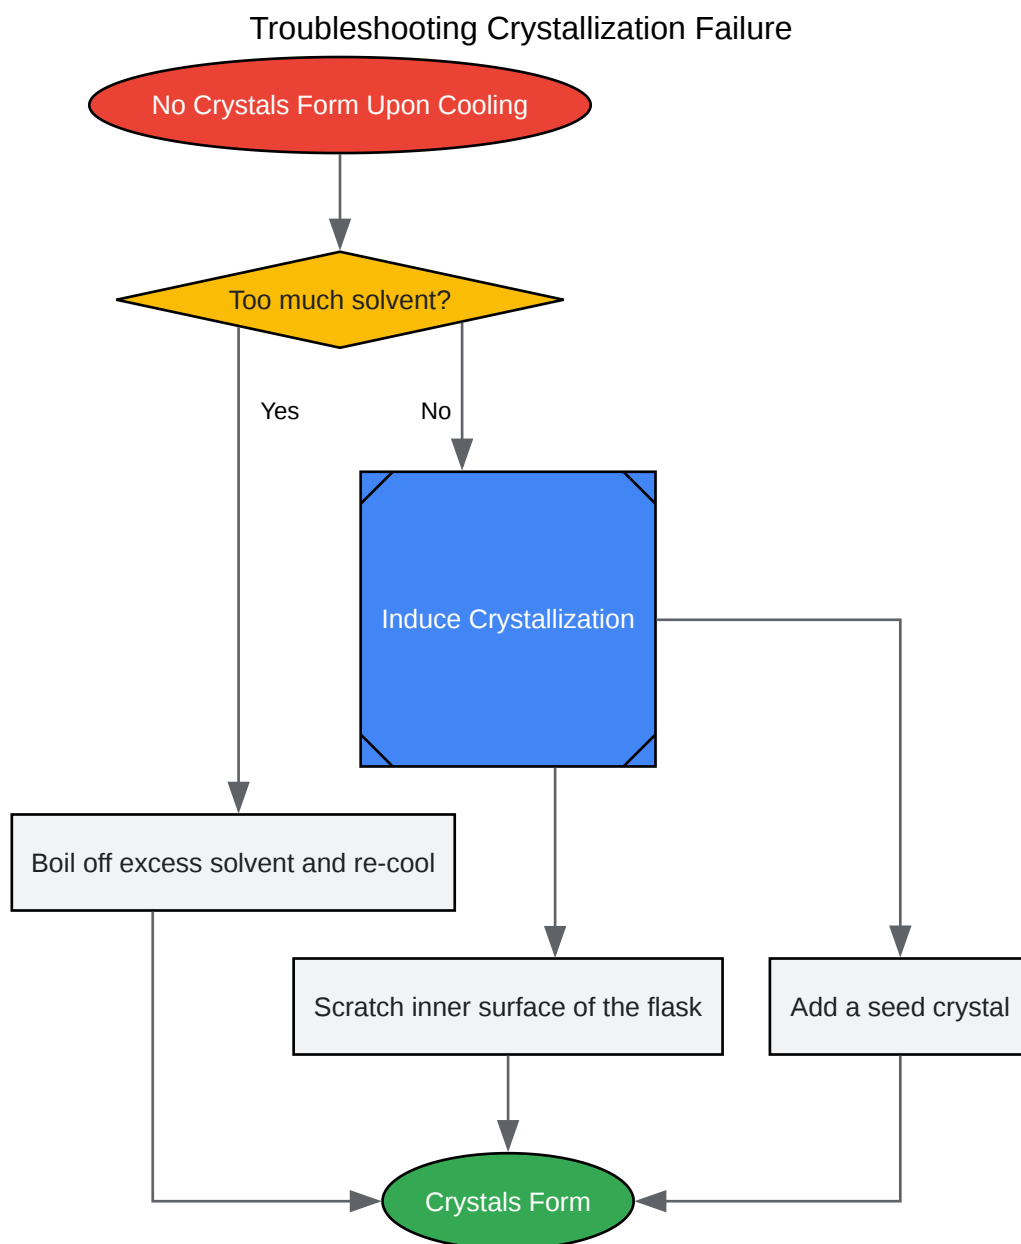 Troubleshooting Crystallization Failure
No Crystals Form Upon Cooling
Too much solvent?
Yes
No
Induce Crystallization
Boil off excess solvent and re-cool
Scratch inner surface of the flask
Add a seed crystal
Crystals Form